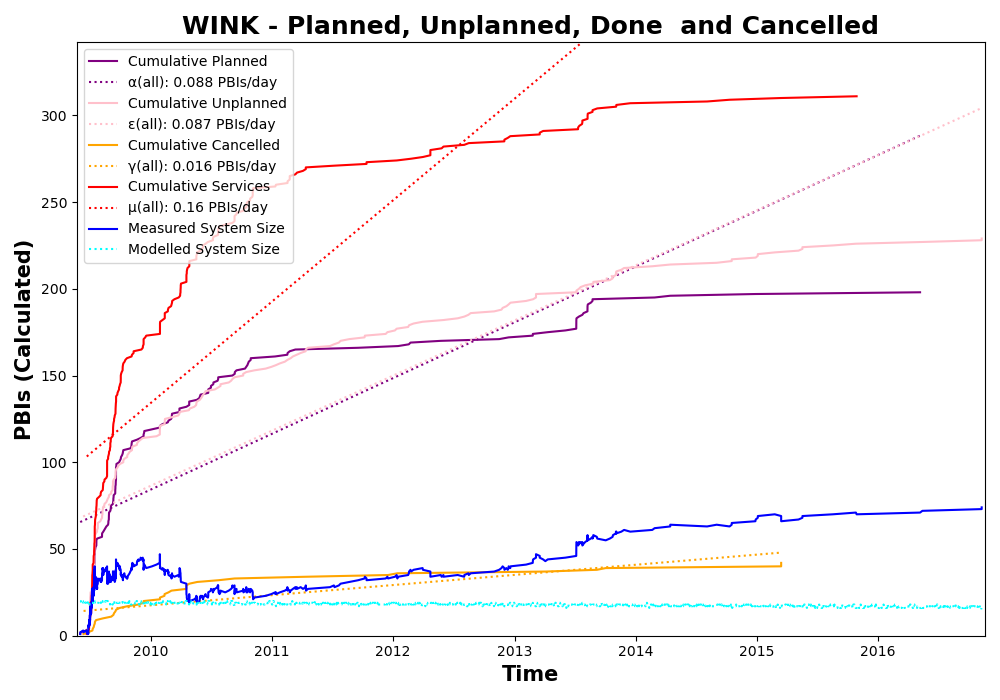 WINK - Planned, Unplanned, Done  and Cancelled
Cumulative Planned
α(all): 0.088 PBIs/day
Cumulative Unplanned
ε(all): 0.087 PBIs/day
Cumulative Cancelled
γ(all): 0.016 PBIs/day
Cumulative Services
μ(all): 0.16 PBIs/day
Measured System Size
Modelled System Size
PBIs (Calculated)
300
250
200
150
100
50
0
2010
2011
2012
2013
2014
2015
2016
Time